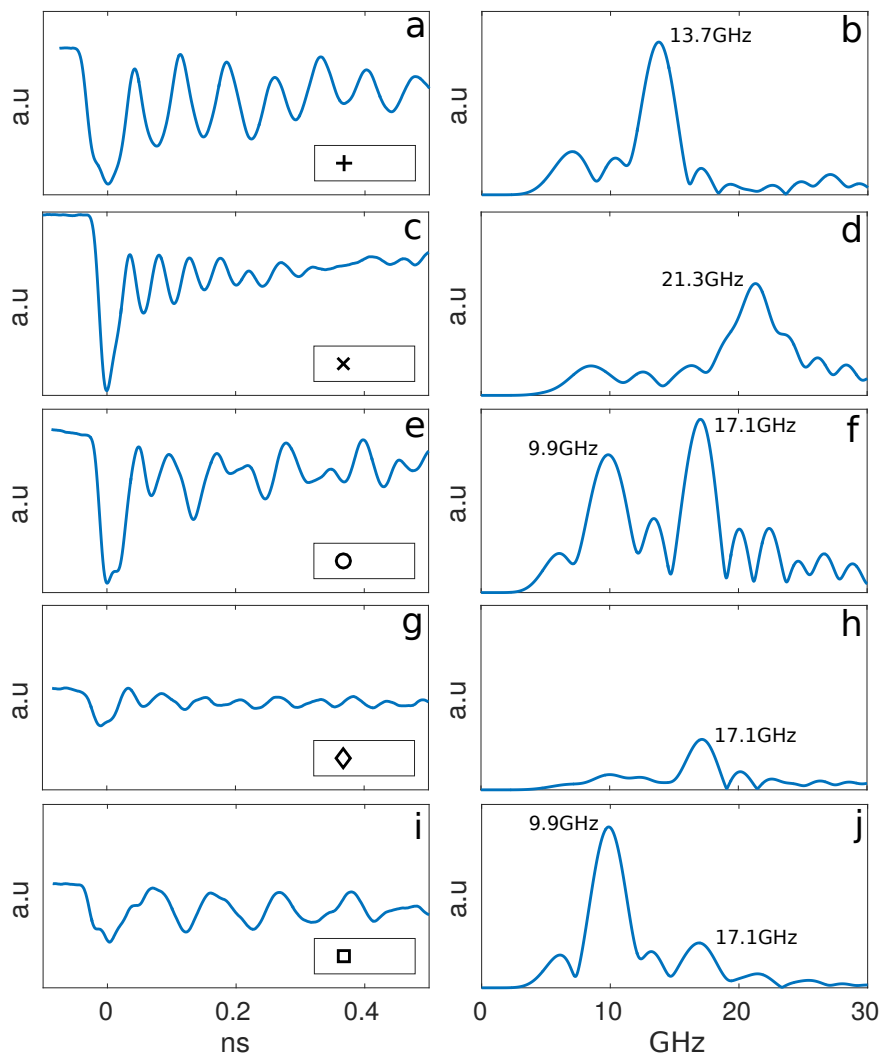 a
a.u
b
a.u
13.7GHz
c
a.u
d
a.u
21.3GHz
e
a.u
f
a.u
9.9GHz
17.1GHz
g
a.u
h
a.u
17.1GHz
i
a.u
j
a.u
9.9GHz
17.1GHz
0 0.2 0.4
ns
0 10 20 30
GHz